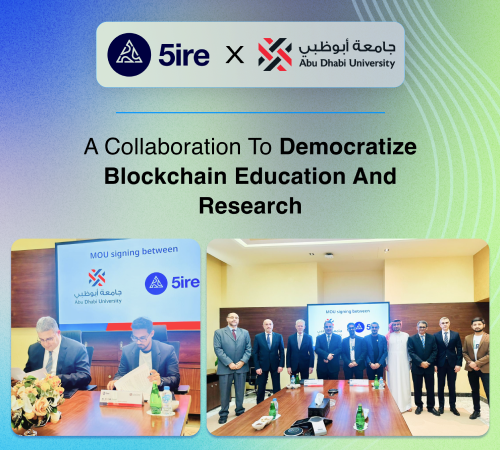 5ire X جامعة أبوظبي
Abu Dhabi University
A Collaboration To Democratize
Blockchain Education And
Research
MOU signing between
جامعة أبوظبي
Abu Dhabi University
5ire
MOU signing between
5ire